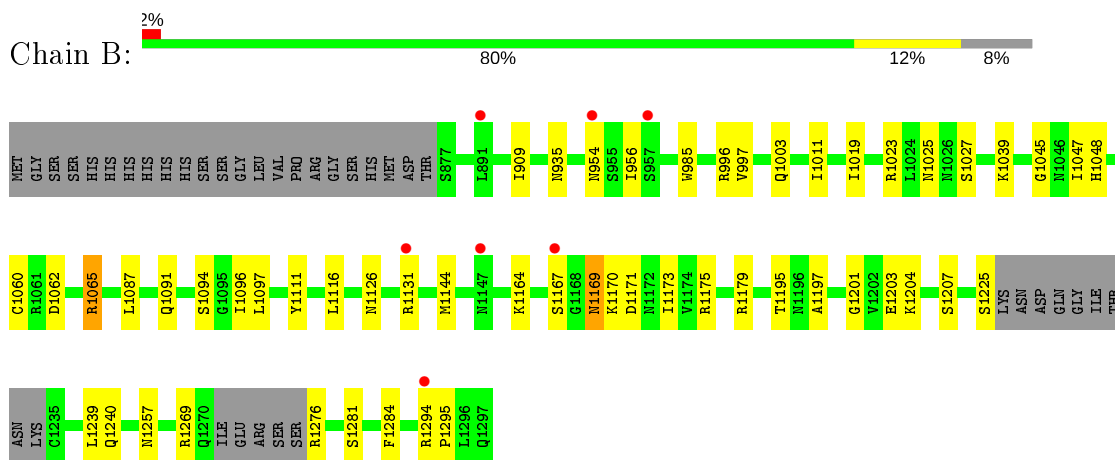 2%
Chain B:
80% 12% 8%
MET GLY SER SER HIS HIS HIS HIS HIS HIS SER SER GLY LEU VAL PRO ARG GLY SER HIS MET ASP THR S877 L891 I909 N935 N954 S955 I956 S957 W985 R996 V997 Q1003 I1011 I1019 R1023 L1024 N1025 N1026 S1027 K1039 G1045 N1046 I1047 H1048
C1060 R1061 D1062 R1065 L1087 Q1091 S1094 G1095 I1096 L1097 Y1111 L1116 N1126 R1131 M1144 N1147 K1164 S1167 G1168 N1169 K1170 D1171 N1172 I1173 V1174 R1175 R1179 T1195 N1196 A1197 G1201 V1202 E1203 K1204 S1207 S1225 LYS ASN ASP GLN GLY ILE THR
ASN LYS C1235 L1239 Q1240 N1257 R1269 Q1270 ILE GLU ARG SER SER R1276 S1281 F1284 R1294 P1295 L1296 Q1297